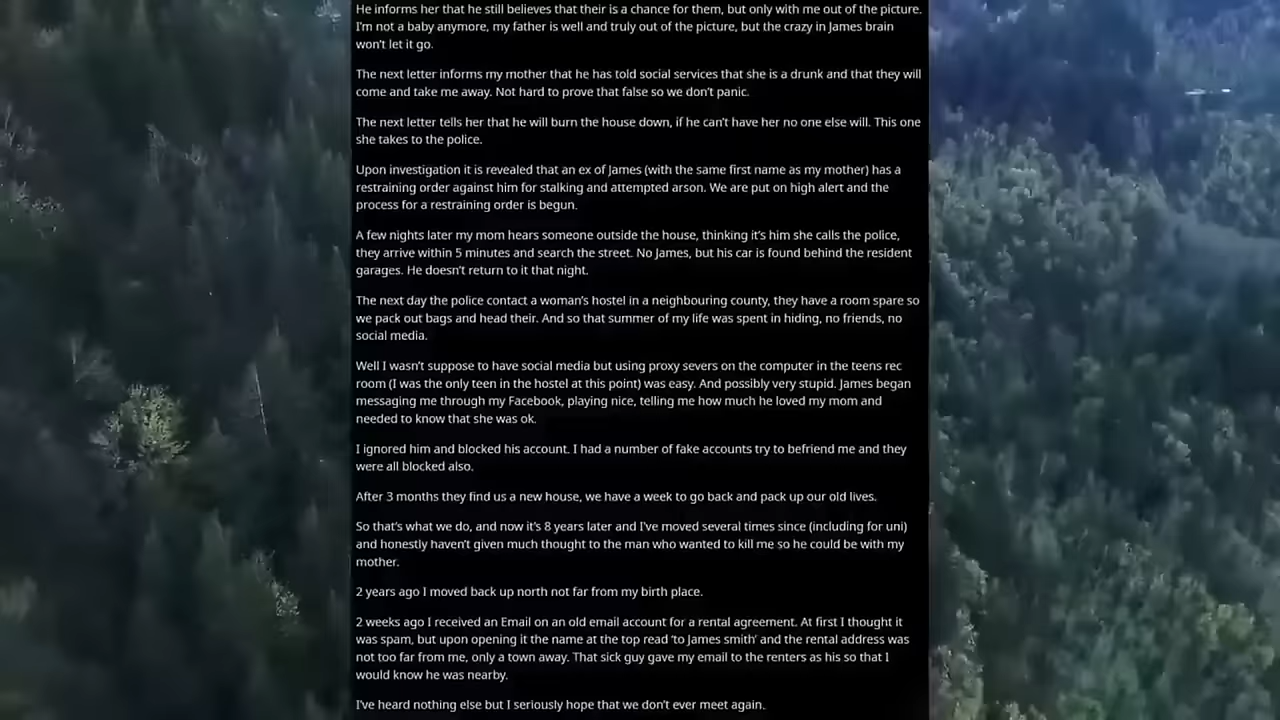 He informs her that he still believes that their is a chance for them, but only with me out of the picture.
I'm not a baby anymore, my father is well and truly out of the picture, but the crazy in James brain
won't let it go.
The next letter informs my mother that he has told social services that she is a drunk and that they will
come and take me away. Not hard to prove that false so we don't panic.
The next letter tells her that he will burn the house down, if he can't have her no one else will. This one
she takes to the police.
Upon investigation it is revealed that an ex of James (with the same first name as my mother) has a
restraining order against him for stalking and attempted arson. We are put on high alert and the
process for a restraining order is begun.
A few nights later my mom hears someone outside the house, thinking it's him she calls the police,
they arrive within 5 minutes and search the street. No James, but his car is found behind the resident
garages. He doesn't return to it that night.
The next day the police contact a woman's hostel in a neighbouring county, they have a room spare so
we pack out bags and head their. And so that summer of my life was spent in hiding, no friends, no
social media.
Well I wasn't suppose to have social media but using proxy severs on the computer in the teens rec
room (I was the only teen in the hostel at this point) was easy. And possibly very stupid. James began
messaging me through my Facebook, playing nice, telling me how much he loved my mom and
needed to know that she was ok.
I ignored him and blocked his account. I had a number of fake accounts try to befriend me and they
were all blocked also.
After 3 months they find us a new house, we have a week to go back and pack up our old lives.
So that's what we do, and now it's 8 years later and I've moved several times since (including for uni)
and honestly haven't given much thought to the man who wanted to kill me so he could be with my
mother.
2 years ago I moved back up north not far from my birth place.
2 weeks ago I received an Email on an old email account for a rental agreement. At first I thought it
was spam, but upon opening it the name at the top read 'to James smith' and the rental address was
not too far from me, only a town away. That sick guy gave my email to the renters as his so that I
would know he was nearby.
I've heard nothing else but I seriously hope that we don't ever meet again.